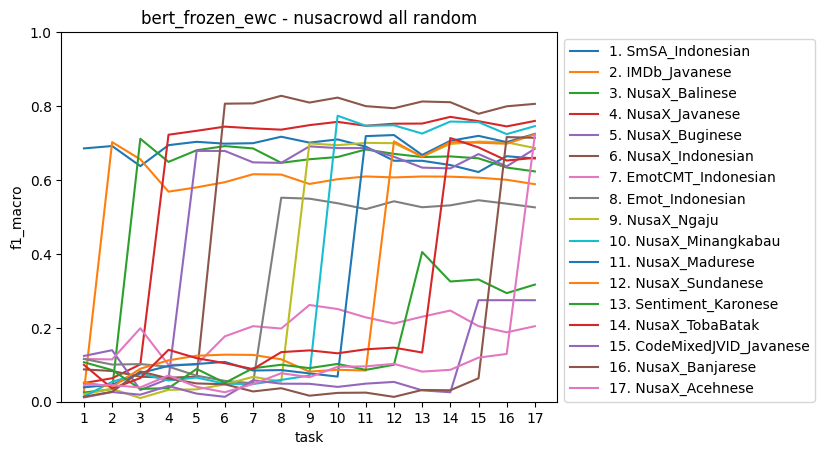 bert_frozen_ewc - nusacrowd all random
1.0
0.8
0.6
0.4
0.2
0.0
f1_macro
1 2 3 4 5 6 7 8 9 10 11 12 13 14 15 16 17
task
1. SmSA_Indonesian
2. IMDb_Javanese
3. NusaX_Balinese
4. NusaX_Javanese
5. NusaX_Buginese
6. NusaX_Indonesian
7. EmotCMT_Indonesian
8. Emot_Indonesian
9. NusaX_Ngaju
10. NusaX_Minangkabau
11. NusaX_Madurese
12. NusaX_Sundanese
13. Sentiment_Karonese
14. NusaX_TobaBatak
15. CodeMixedJVID_Javanese
16. NusaX_Banjarese
17. NusaX_Acehnese